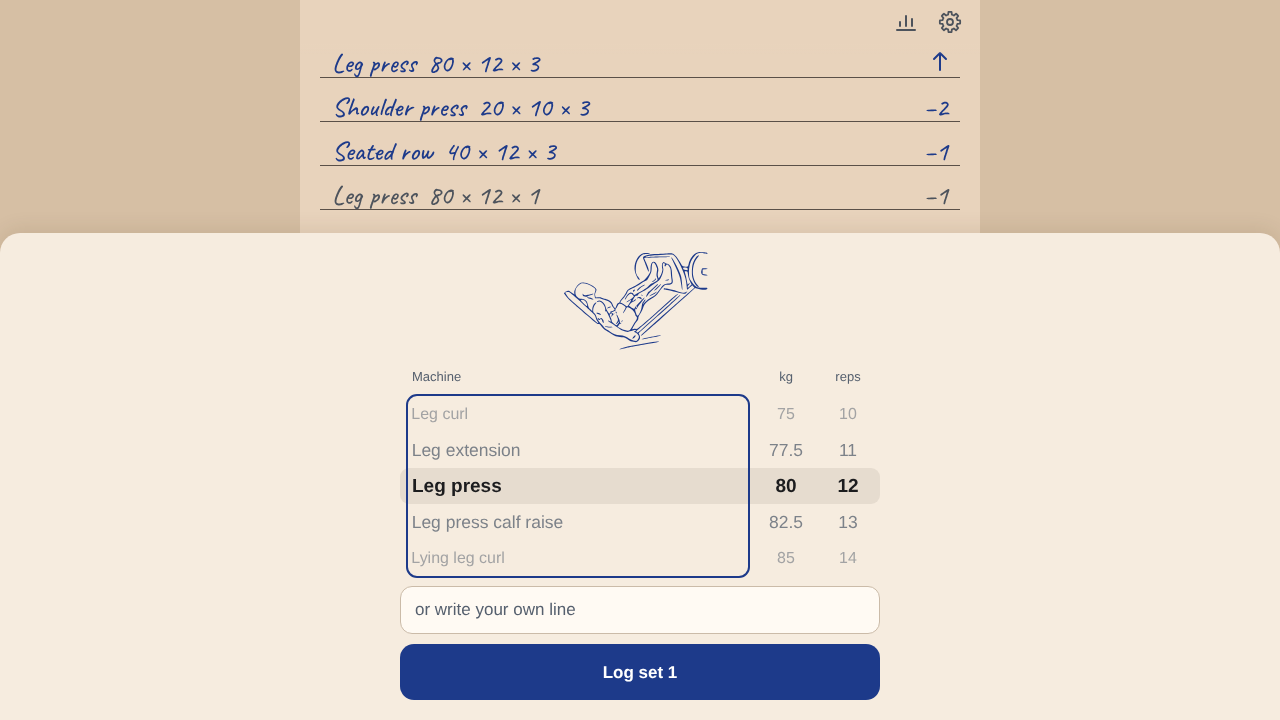 Leg press 80 × 12 × 3 ↑
Shoulder press 20 × 10 × 3 –2
Seated row 40 × 12 × 3 –1
Leg press 80 × 12 × 1 –1
Machine kg reps
Leg curl 75 10
Leg extension 77.5 11
Leg press 80 12
Leg press calf raise 82.5 13
Lying leg curl 85 14
or write your own line
Log set 1